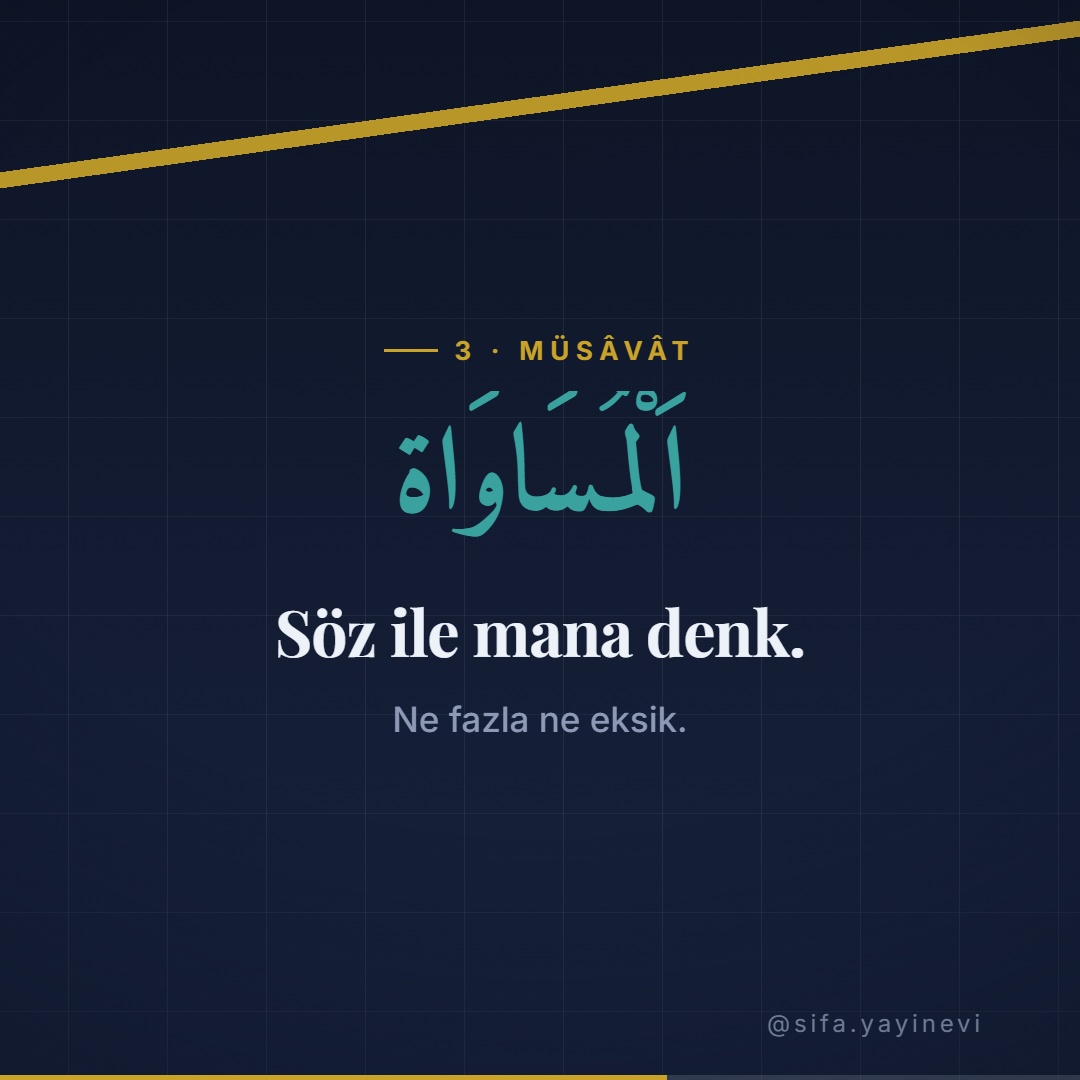 3 · MÜSÂVÂT
اَلْمُسَاوَاة
Söz ile mana denk.
Ne fazla ne eksik.
@sifa.yayinevi